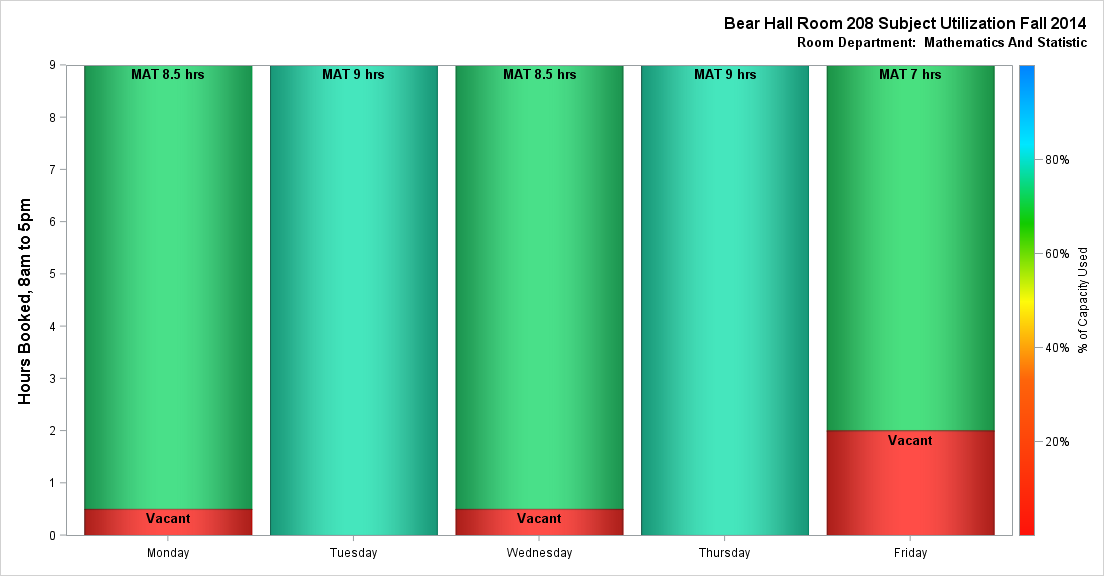 Bear Hall Room 208 Subject Utilization Fall 2014
Room Department:  Mathematics And Statistic
Hours Booked, 8am to 5pm
9
8
7
6
5
4
3
2
1
0
MAT 8.5 hrs
MAT 9 hrs
MAT 8.5 hrs
MAT 9 hrs
MAT 7 hrs
Vacant
Vacant
Vacant
Monday
Tuesday
Wednesday
Thursday
Friday
80%
60%
40%
20%
% of Capacity Used